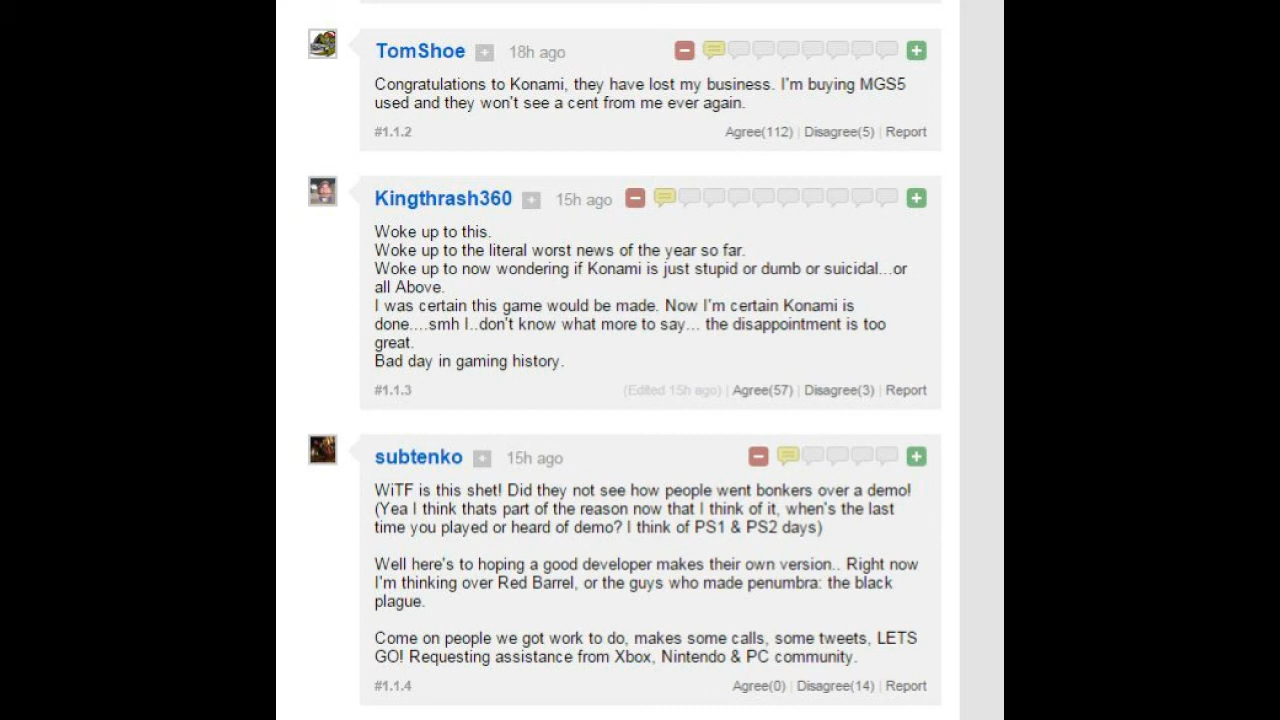 TomShoe 18h ago
Congratulations to Konami, they have lost my business. I'm buying MGS5
used and they won't see a cent from me ever again.
#1.1.2 Agree(112) | Disagree(5) | Report
Kingthrash360 15h ago
Woke up to this.
Woke up to the literal worst news of the year so far.
Woke up to now wondering if Konami is just stupid or dumb or suicidal...or
all Above.
I was certain this game would be made. Now I'm certain Konami is
done....smh I..don't know what more to say... the disappointment is too
great.
Bad day in gaming history.
#1.1.3 (Edited 15h ago) | Agree(57) | Disagree(3) | Report
subtenko 15h ago
WiTF is this shet! Did they not see how people went bonkers over a demo!
(Yea I think thats part of the reason now that I think of it, when's the last
time you played or heard of demo? I think of PS1 & PS2 days)
Well here's to hoping a good developer makes their own version.. Right now
I'm thinking over Red Barrel, or the guys who made penumbra: the black
plague.
Come on people we got work to do, makes some calls, some tweets, LETS
GO! Requesting assistance from Xbox, Nintendo & PC community.
#1.1.4 Agree(0) | Disagree(14) | Report